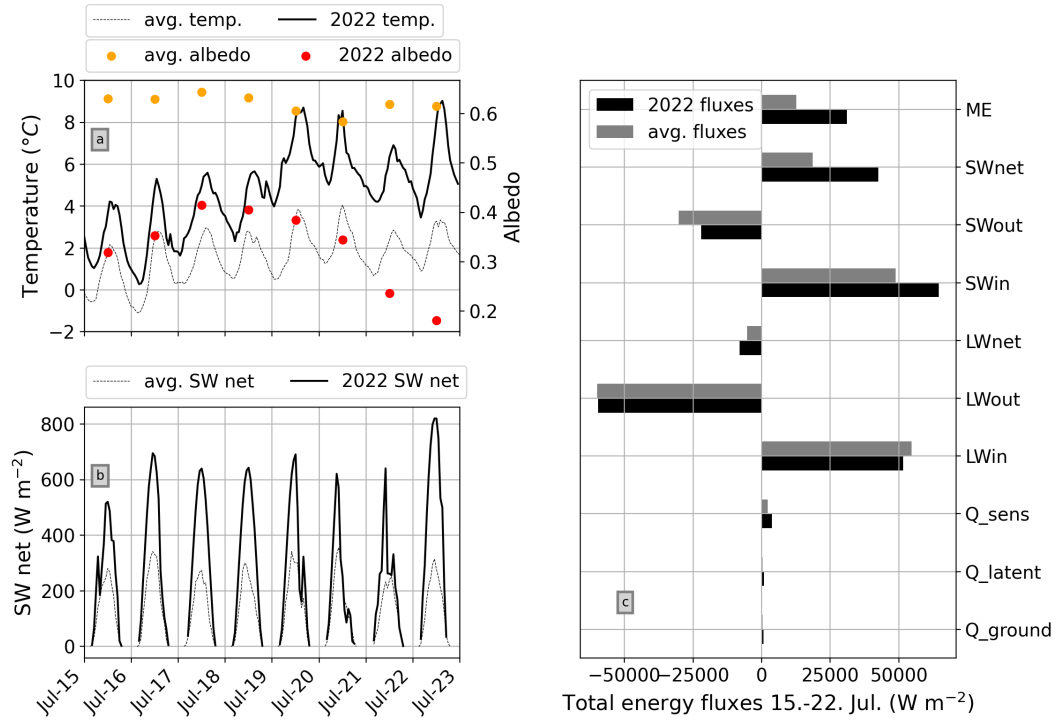 avg. temp. 2022 temp.
avg. albedo 2022 albedo
10
8
6
4
2
0
−2
Temperature (°C)
a
0.6
0.5
0.4
0.3
0.2
Albedo
avg. SW net 2022 SW net
800
600
400
200
0
SW net (W m⁻²)
b
Jul-15
Jul-16
Jul-17
Jul-18
Jul-19
Jul-20
Jul-21
Jul-22
Jul-23
2022 fluxes
avg. fluxes
ME
SWnet
SWout
SWin
LWnet
LWout
LWin
Q_sens
Q_latent
Q_ground
c
−50000 −25000 0 25000 50000
Total energy fluxes 15.-22. Jul. (W m⁻²)